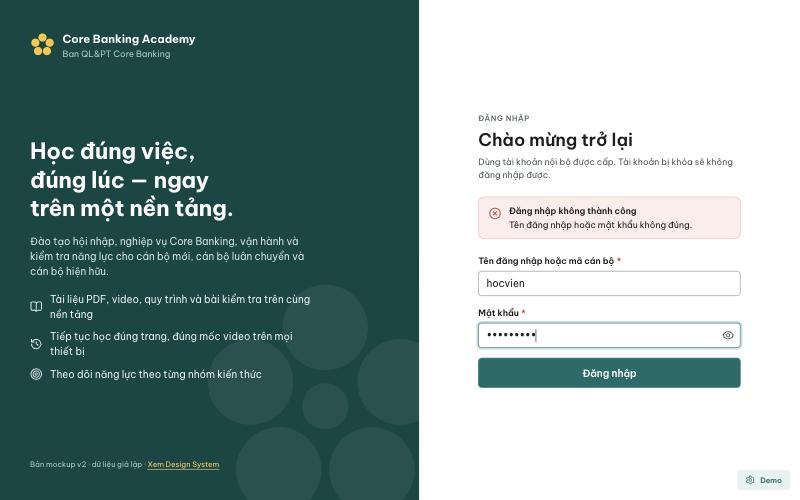 Core Banking Academy
Ban QL&PT Core Banking
Học đúng việc,
đúng lúc — ngay
trên một nền tảng.
Đào tạo hội nhập, nghiệp vụ Core Banking, vận hành và
kiểm tra năng lực cho cán bộ mới, cán bộ luân chuyển và
cán bộ hiện hữu.
Tài liệu PDF, video, quy trình và bài kiểm tra trên cùng
nền tảng
Tiếp tục học đúng trang, đúng mốc video trên mọi
thiết bị
Theo dõi năng lực theo từng nhóm kiến thức
Bản mockup v2 · dữ liệu giả lập · Xem Design System
ĐĂNG NHẬP
Chào mừng trở lại
Dùng tài khoản nội bộ được cấp. Tài khoản bị khóa sẽ không
đăng nhập được.
Đăng nhập không thành công
Tên đăng nhập hoặc mật khẩu không đúng.
Tên đăng nhập hoặc mã cán bộ *
hocvien
Mật khẩu *
•••••••••
Đăng nhập
Demo